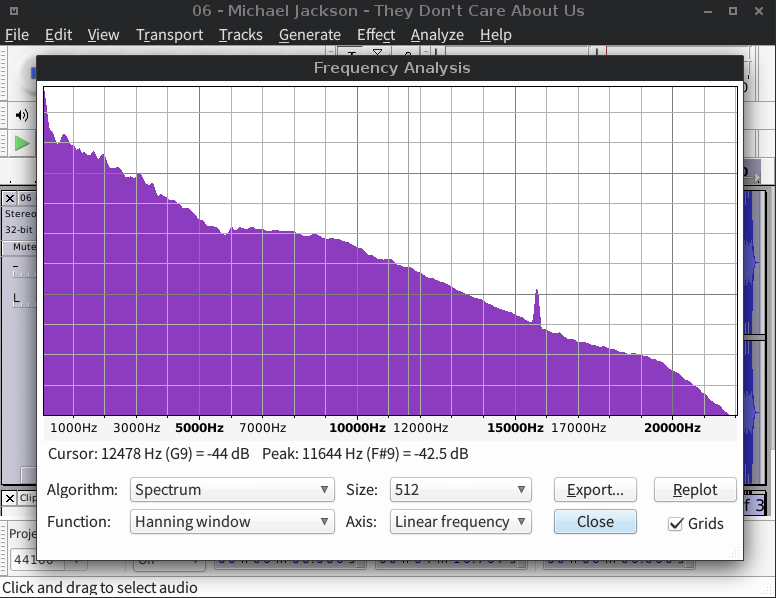 06 - Michael Jackson - They Don't Care About Us
File Edit View Transport Tracks Generate Effect Analyze Help
Frequency Analysis
06
Stereo
32-bit
Mute
L
1000Hz 3000Hz 5000Hz 7000Hz 10000Hz 12000Hz 15000Hz 17000Hz 20000Hz
Cursor: 12478 Hz (G9) = -44 dB Peak: 11644 Hz (F#9) = -42.5 dB
Algorithm: Spectrum Size: 512 Export... Replot
Function: Hanning window Axis: Linear frequency Close Grids
Click and drag to select audio